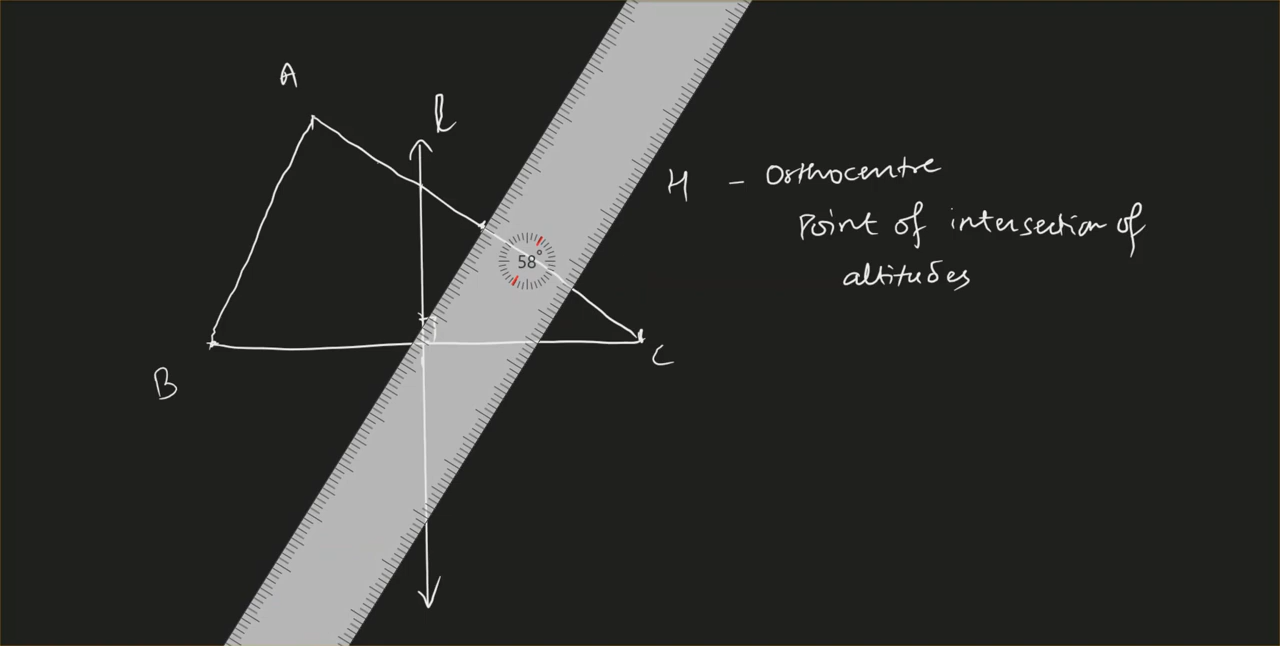 A
l
H - Orthocentre
Point of intersection of
altitudes
58°
B
C